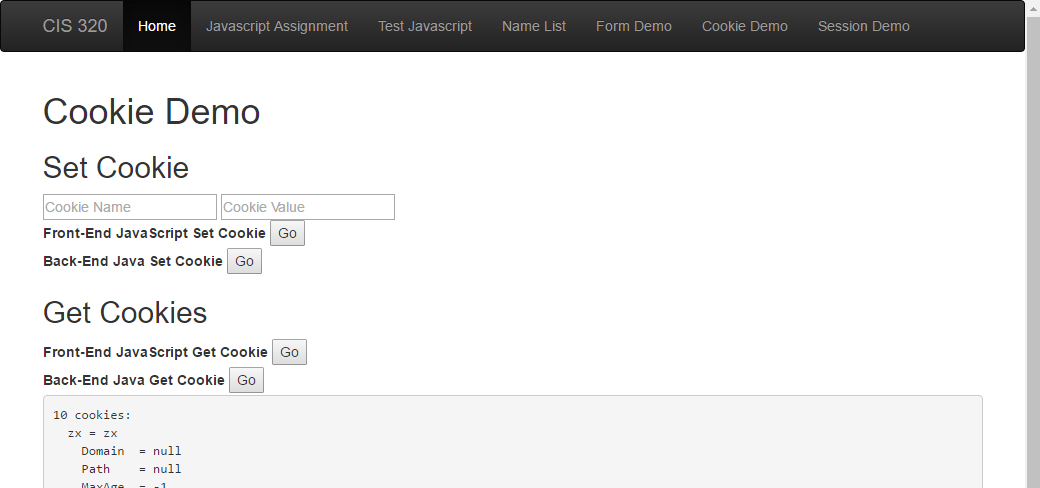 CIS 320 Home Javascript Assignment Test Javascript Name List Form Demo Cookie Demo Session Demo
Cookie Demo
Set Cookie
Cookie Name Cookie Value
Front-End JavaScript Set Cookie Go
Back-End Java Set Cookie Go
Get Cookies
Front-End JavaScript Get Cookie Go
Back-End Java Get Cookie Go
10 cookies:
zx = zx
Domain = null
Path = null
MaxAge = -1